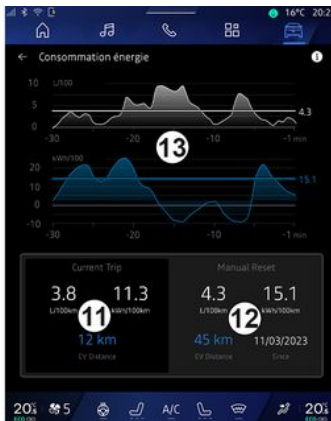 16°C 20:2
← Consommation énergie
10 L/100
5
0
4.3
-30 -20 -10 -1 min
13
kWh/100
20
10
0
-10
15.1
-30 -20 -10 -1 min
Current Trip
3.8 11.3
L/100km kWh/100km
11
12 km
EV Distance
Manual Reset
4.3 15.1
L/100km kWh/100km
12
45 km 11/03/2023
EV Distance Since
20 5 A/C 20